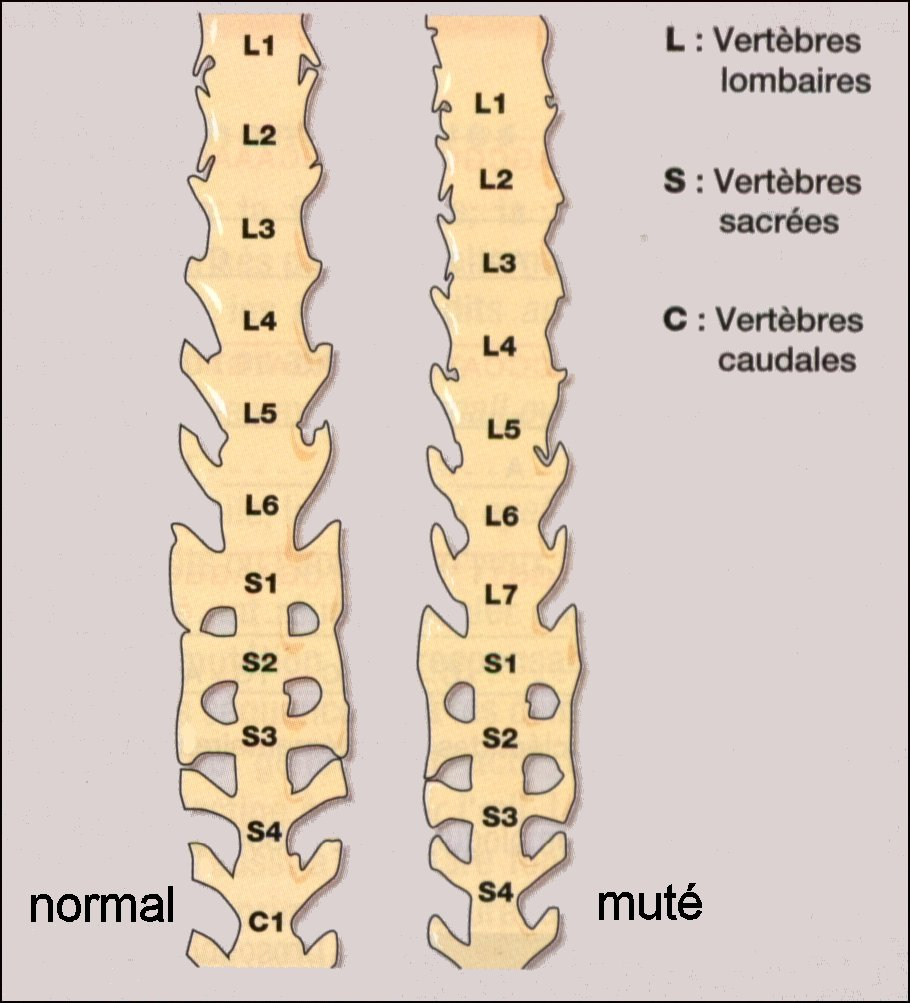 L1
L2
L3
L4
L5
L6
S1
S2
S3
S4
C1
normal
L1
L2
L3
L4
L5
L6
L7
S1
S2
S3
S4
muté
L : Vertèbres
lombaires
S : Vertèbres
sacrées
C : Vertèbres
caudales